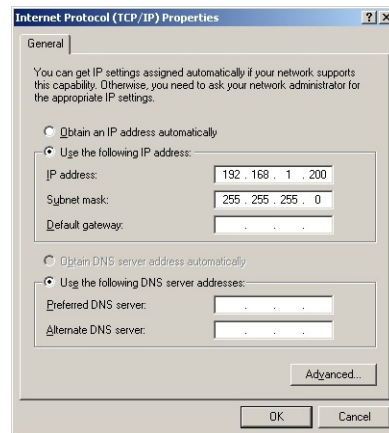 Internet Protocol (TCP/IP) Properties
General
You can get IP settings assigned automatically if your network supports
this capability. Otherwise, you need to ask your network administrator for
the appropriate IP settings.
Obtain an IP address automatically
Use the following IP address:
IP address: 192 . 168 . 1 . 200
Subnet mask: 255 . 255 . 255 . 0
Default gateway: . . .
Obtain DNS server address automatically
Use the following DNS server addresses:
Preferred DNS server: . . .
Alternate DNS server: . . .
Advanced...
OK Cancel